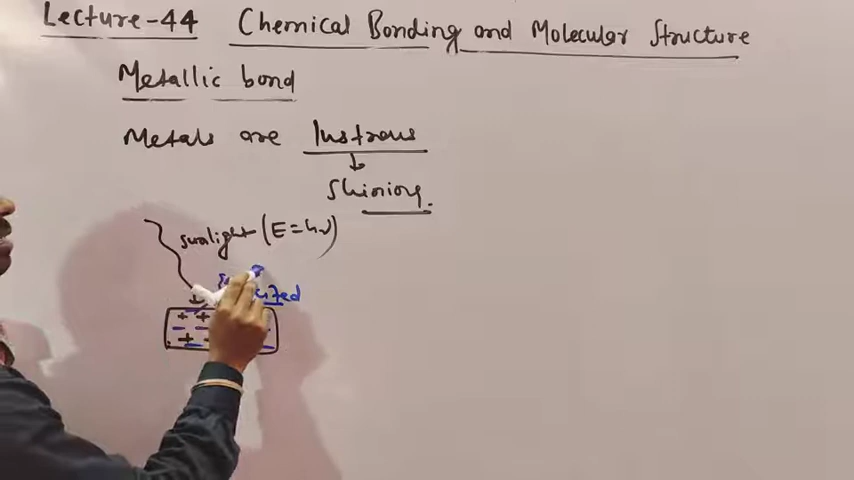 Lecture-44 Chemical Bonding and Molecular Structure
Metallic bond
Metals are lustrous
↓
Shining.
sunlight (E=hν)
+ +
- -
+ -